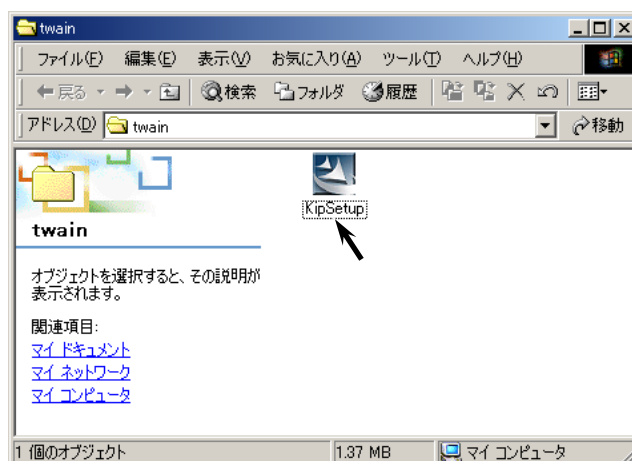 twain
ファイル(F) 編集(E) 表示(V) お気に入り(A) ツール(T) ヘルプ(H)
戻る 検索 フォルダ 履歴
アドレス(D) twain 移動
KipSetup
twain
オブジェクトを選択すると、その説明が
表示されます。
関連項目:
マイ ドキュメント
マイ ネットワーク
マイ コンピュータ
1 個のオブジェクト 1.37 MB マイ コンピュータ